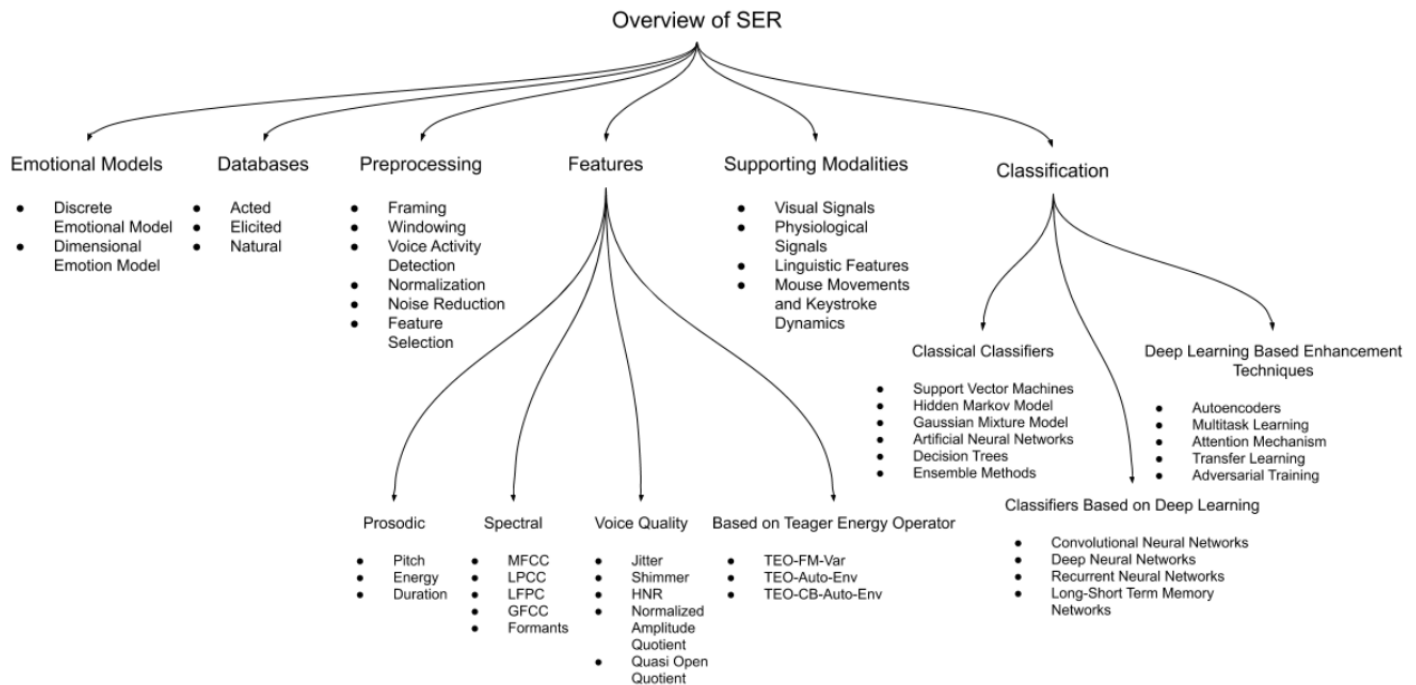 Overview of SER
Emotional Models
● Discrete
Emotional Model
● Dimensional
Emotion Model
Databases
● Acted
● Elicited
● Natural
Preprocessing
● Framing
● Windowing
● Voice Activity
Detection
● Normalization
● Noise Reduction
● Feature
Selection
Features
Prosodic
● Pitch
● Energy
● Duration
Spectral
● MFCC
● LPCC
● LFPC
● GFCC
● Formants
Voice Quality
● Jitter
● Shimmer
● HNR
● Normalized
Amplitude
Quotient
● Quasi Open
Quotient
Based on Teager Energy Operator
● TEO-FM-Var
● TEO-Auto-Env
● TEO-CB-Auto-Env
Supporting Modalities
● Visual Signals
● Physiological
Signals
● Linguistic Features
● Mouse Movements
and Keystroke
Dynamics
Classification
Classical Classifiers
● Support Vector Machines
● Hidden Markov Model
● Gaussian Mixture Model
● Artificial Neural Networks
● Decision Trees
● Ensemble Methods
Classifiers Based on Deep Learning
● Convolutional Neural Networks
● Deep Neural Networks
● Recurrent Neural Networks
● Long-Short Term Memory
Networks
Deep Learning Based Enhancement
Techniques
● Autoencoders
● Multitask Learning
● Attention Mechanism
● Transfer Learning
● Adversarial Training